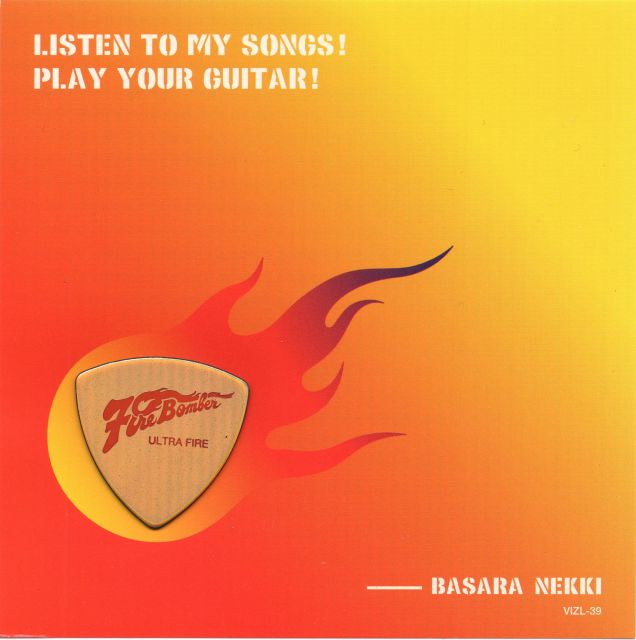 LISTEN TO MY SONGS!
PLAY YOUR GUITAR!
Fire Bomber
ULTRA FIRE
BASARA NEKKI
VIZL-39